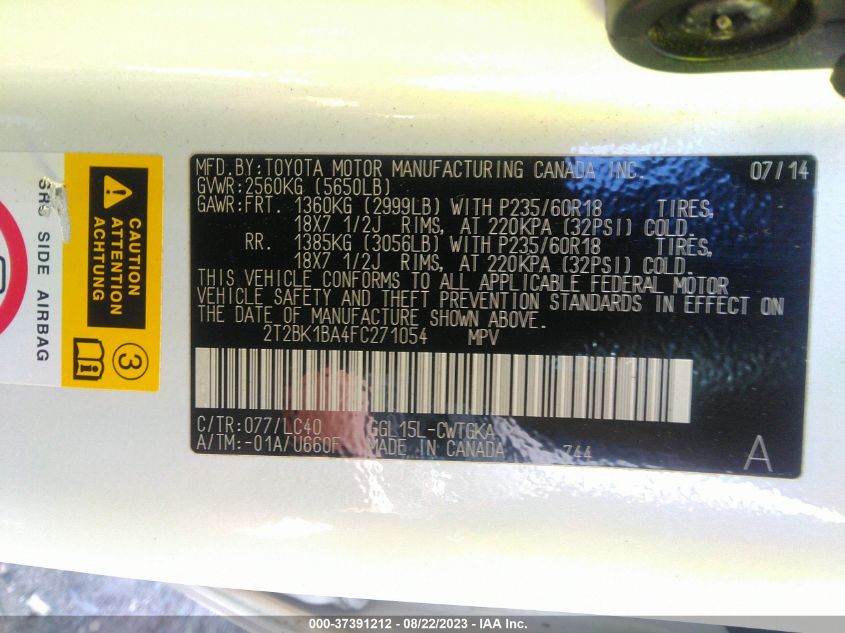 MFD.BY:TOYOTA MOTOR MANUFACTURING CANADA INC. 07/14
GVWR:2560KG (5650LB)
GAWR:FRT. 1360KG (2999LB) WITH P235/60R18 TIRES,
18X7 1/2J RIMS, AT 220KPA (32PSI) COLD.
RR. 1385KG (3056LB) WITH P235/60R18 TIRES,
18X7 1/2J RIMS, AT 220KPA (32PSI) COLD.
THIS VEHICLE CONFORMS TO ALL APPLICABLE FEDERAL MOTOR
VEHICLE SAFETY AND THEFT PREVENTION STANDARDS IN EFFECT ON
THE DATE OF MANUFACTURE SHOWN ABOVE.
2T2BK1BA4FC271054 MPV
C/TR:077/LC40 GGL15L-CWTGKA
A/TM:-01A/U660F MADE IN CANADA 744
A
SRS SIDE AIRBAG
CAUTION
ACHTUNG
3
000-37391212 - 08/22/2023 - IAA Inc.